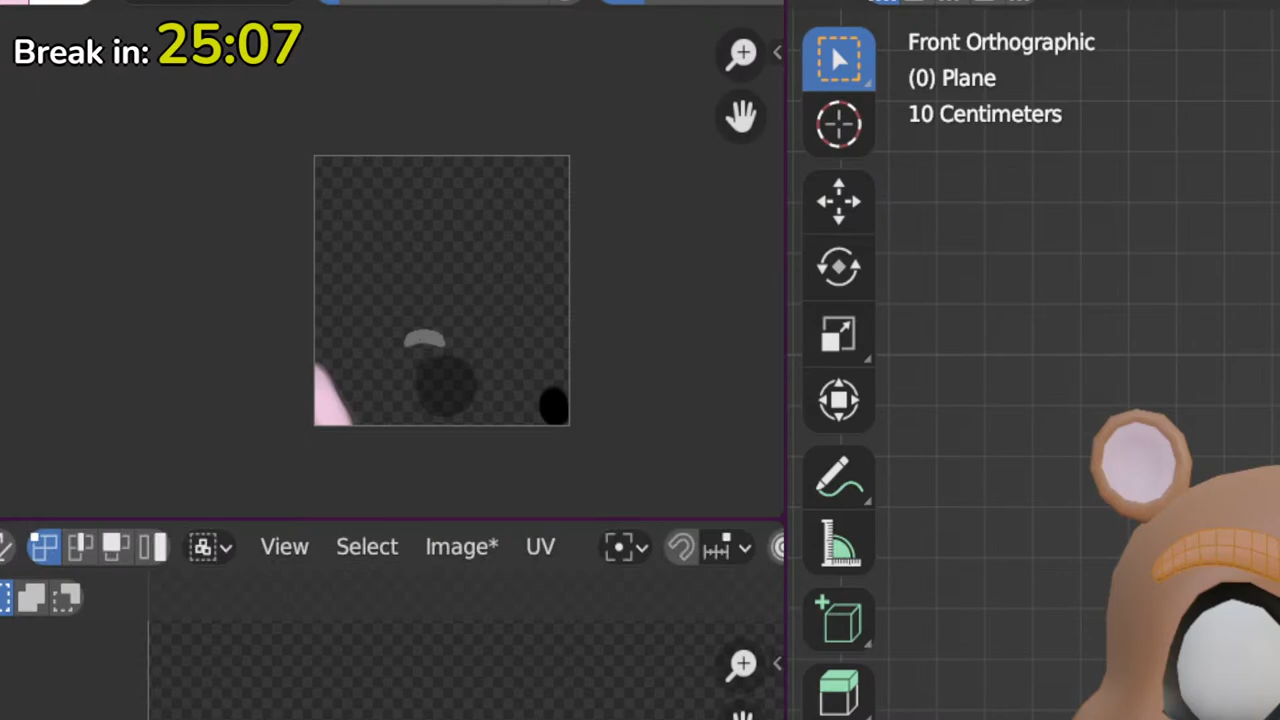 Break in: 25:07
Front Orthographic
(0) Plane
10 Centimeters
View Select Image* UV